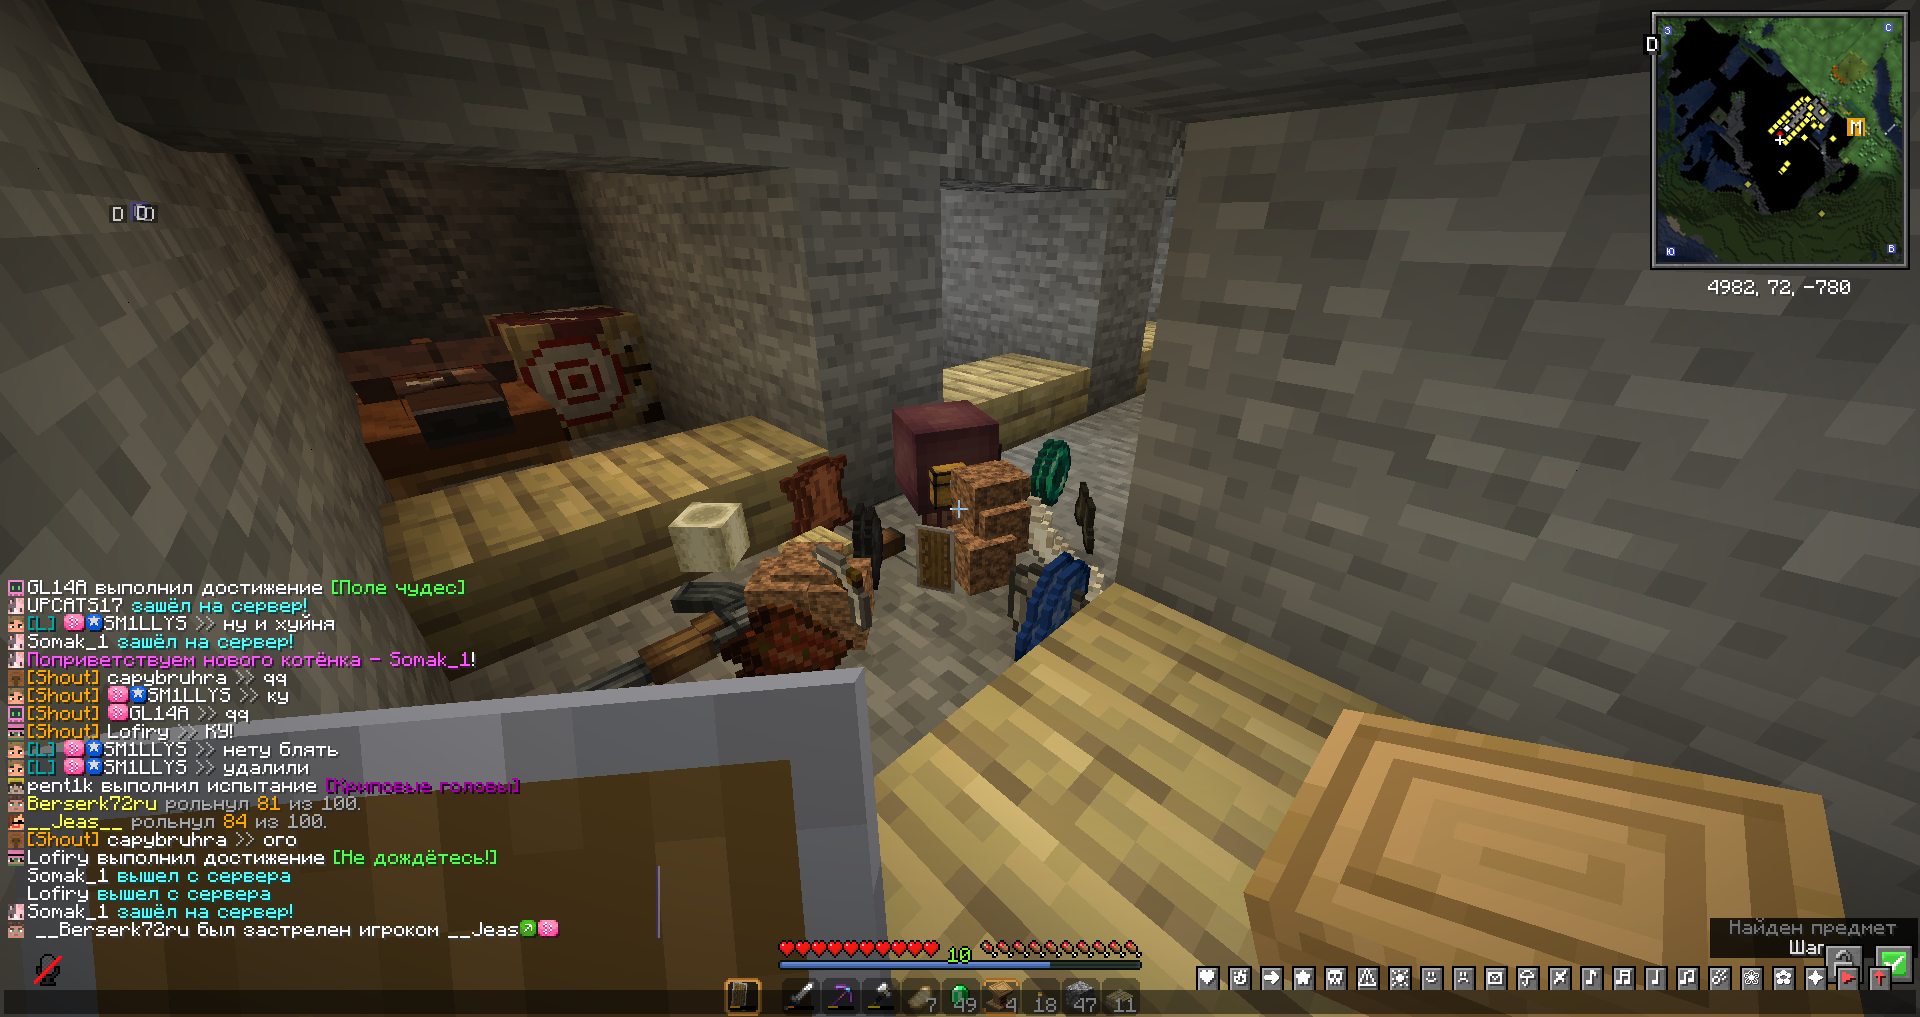 З
С
D
M
Ю
В
4982, 72, -780
D D
GL14A выполнил достижение [Поле чудес]
UPCATS17 зашёл на сервер!
[L] SM1LLYS >> ну и хуйня
Somak_1 зашёл на сервер!
Поприветствуем нового котёнка - Somak_1!
[Shout] capybruhra >> qq
[Shout] SM1LLYS >> ку
[Shout] GL14A >> qq
[Shout] Lofiry >> КУ!
[L] SM1LLYS >> нету блять
[L] SM1LLYS >> удалили
pent1k выполнил испытание [Криповые головы]
Berserk72ru рольнул 81 из 100.
__Jeas__ рольнул 84 из 100.
[Shout] capybruhra >> ого
Lofiry выполнил достижение [Не дождётесь!]
Somak_1 вышел с сервера
Lofiry вышел с сервера
Somak_1 зашёл на сервер!
__Berserk72ru был застрелен игроком __Jeas
Найден предмет
Шаг
10
7 49 4 18 47 11